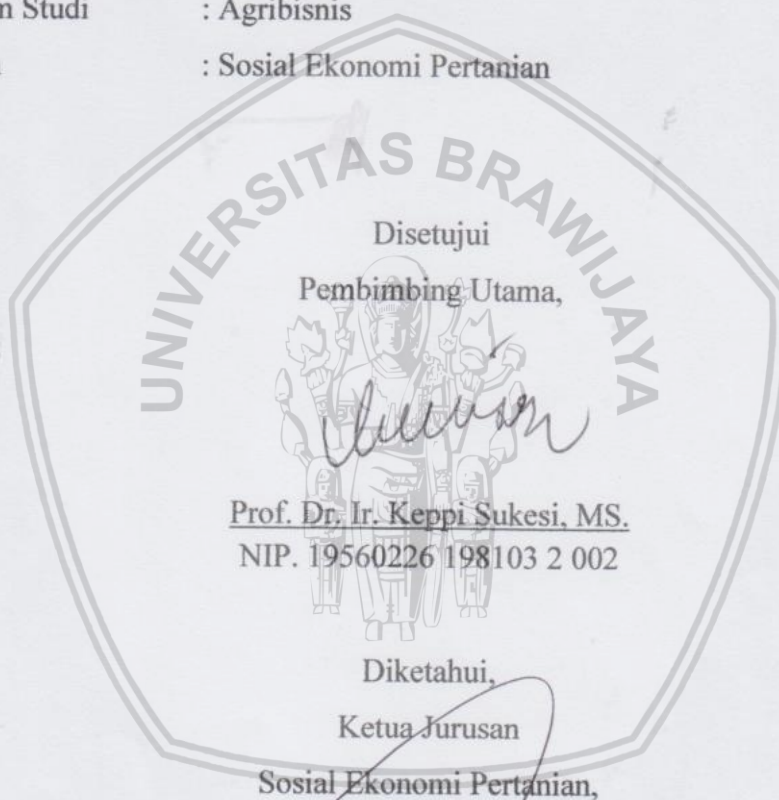 m Studi : Agribisnis
: Sosial Ekonomi Pertanian
UNIVERSITAS BRAWIJAYA
Disetujui
Pembimbing Utama,
Prof. Dr. Ir. Keppi Sukesi, MS.
NIP. 19560226 198103 2 002
Diketahui,
Ketua Jurusan
Sosial Ekonomi Pertanian,